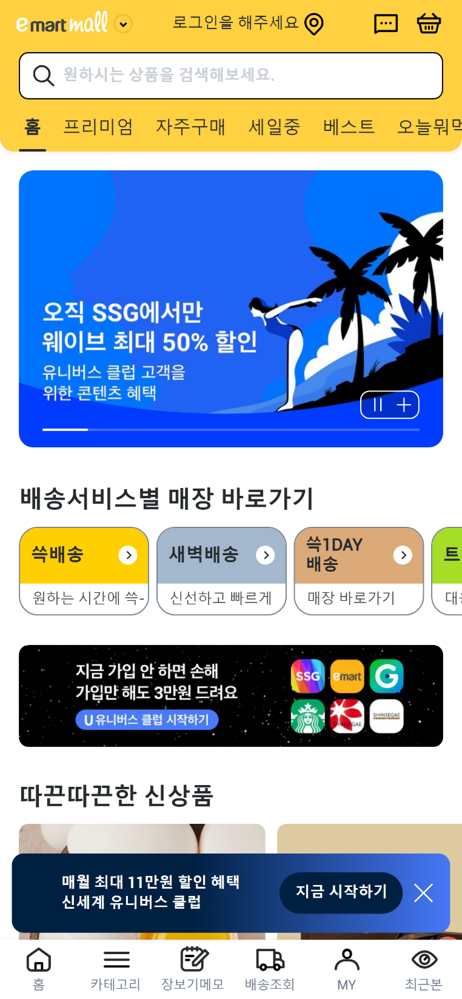 emart mall
로그인을 해주세요
원하시는 상품을 검색해보세요.
홈 프리미엄 자주구매 세일중 베스트 오늘뭐
오직 SSG에서만
웨이브 최대 50% 할인
유니버스 클럽 고객을
위한 콘텐츠 혜택
배송서비스별 매장 바로가기
쓱배송
원하는 시간에 쓱-
새벽배송
신선하고 빠르게
쓱1DAY
배송
매장 바로가기
트
지금 가입 안 하면 손해
가입만 해도 3만원 드려요
U 유니버스 클럽 시작하기
SSG emart G
SHINSEGAE SHINSEGAE
따끈따끈한 신상품
매월 최대 11만원 할인 혜택
신세계 유니버스 클럽
지금 시작하기
홈 카테고리 장보기메모 배송조회 MY 최근본